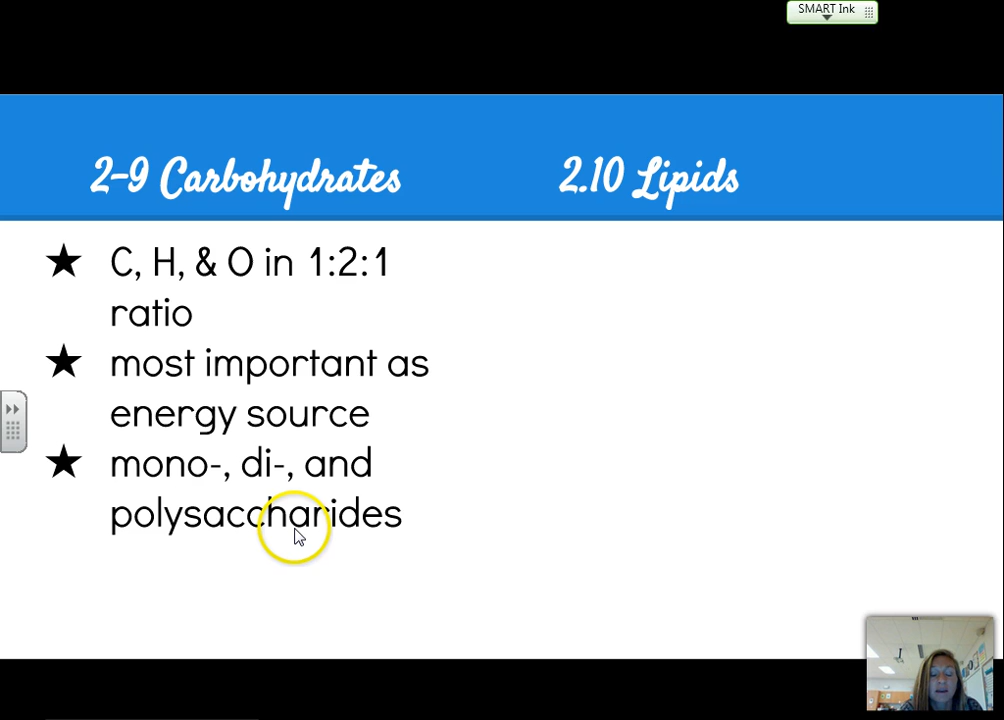 SMART Ink
2-9 Carbohydrates
2.10 Lipids
★ C, H, & O in 1:2:1
ratio
★ most important as
energy source
★ mono-, di-, and
polysaccharides